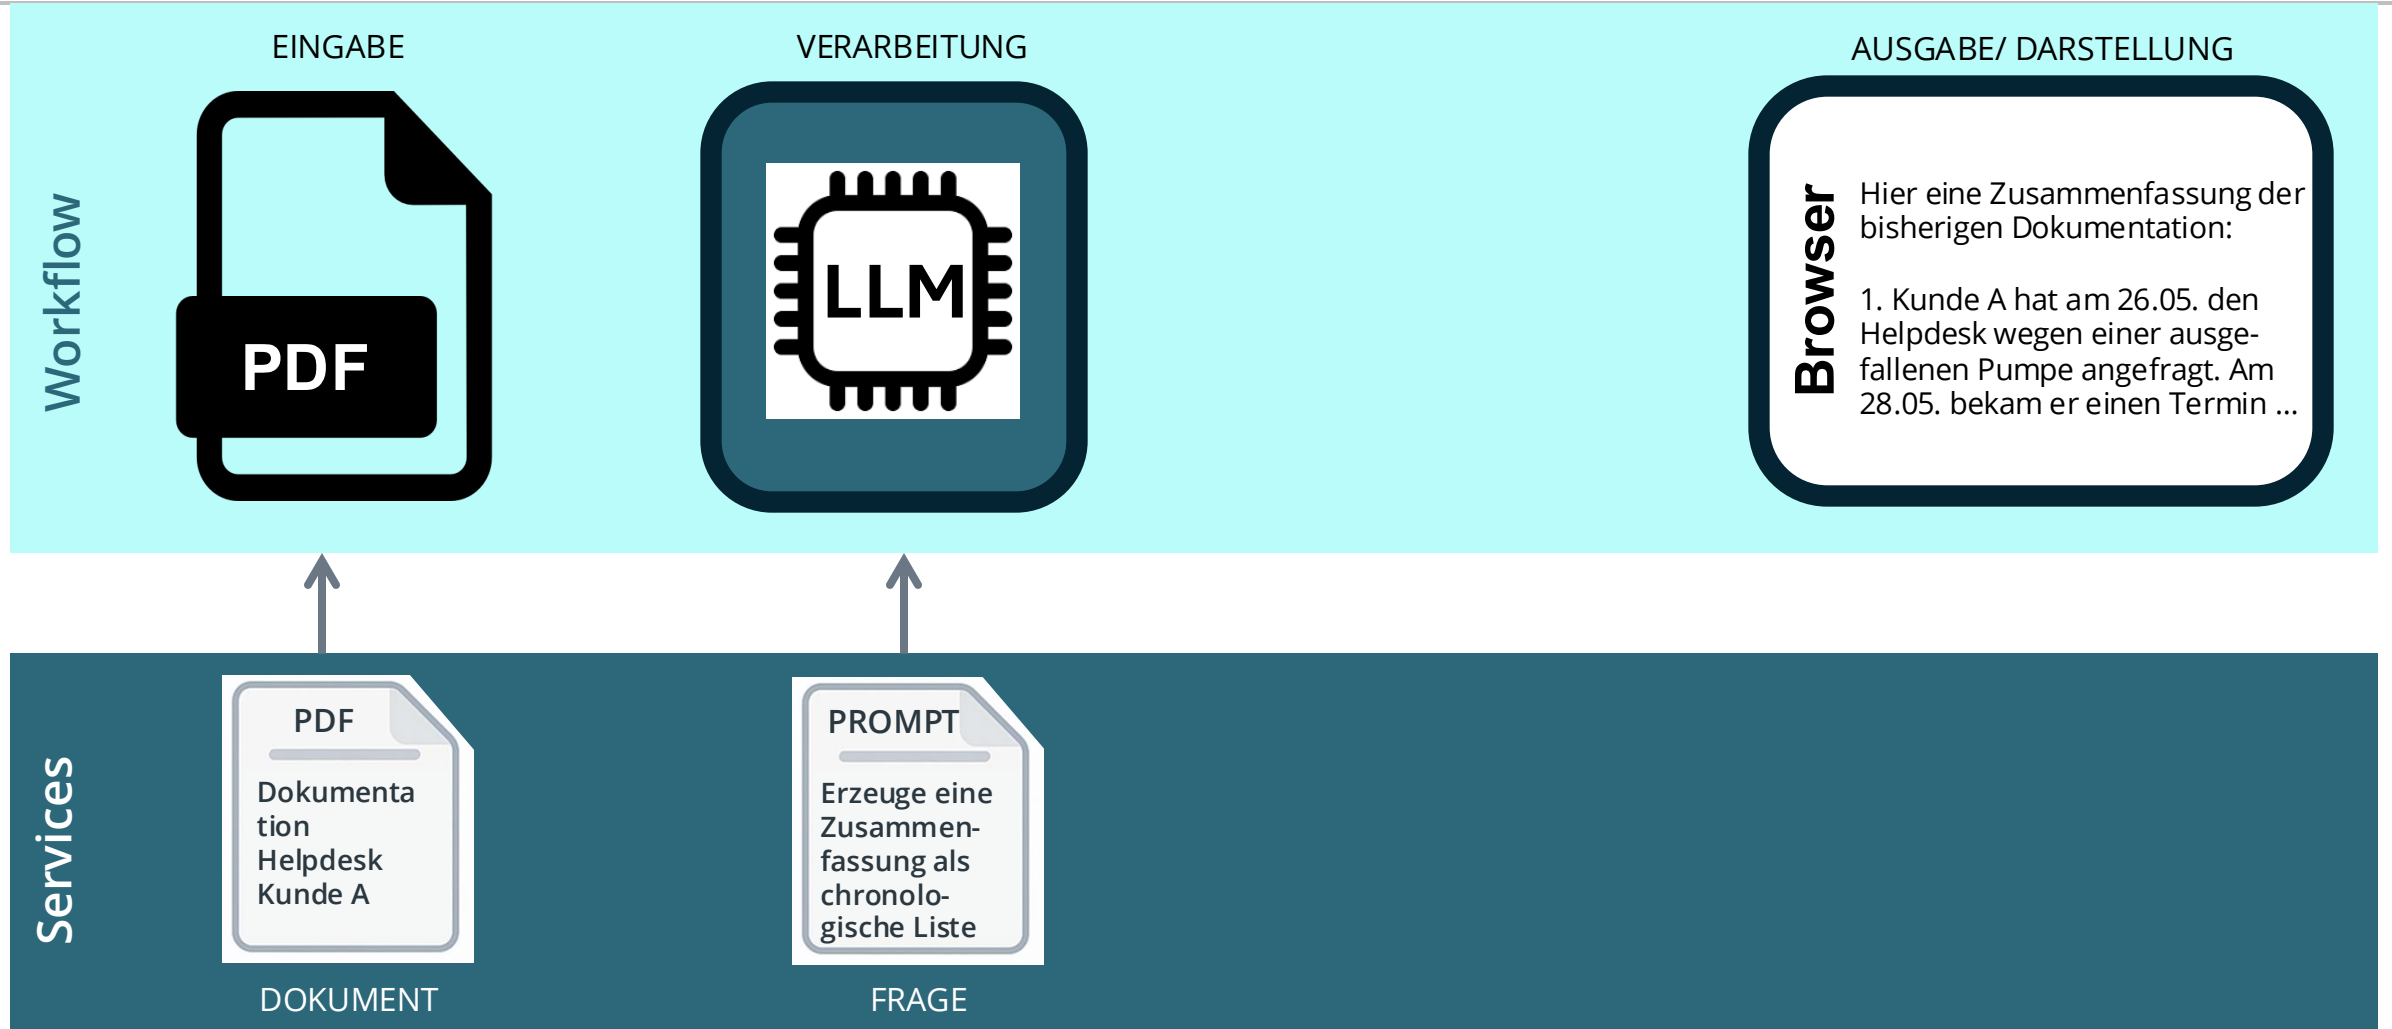 EINGABE
VERARBEITUNG
AUSGABE/ DARSTELLUNG
Workflow
PDF
LLM
Browser
Hier eine Zusammenfassung der
bisherigen Dokumentation:
1. Kunde A hat am 26.05. den
Helpdesk wegen einer ausge-
fallenen Pumpe angefragt. Am
28.05. bekam er einen Termin ...
Services
PDF
Dokumenta
tion
Helpdesk
Kunde A
DOKUMENT
PROMPT
Erzeuge eine
Zusammen-
fassung als
chronolo-
gische Liste
FRAGE